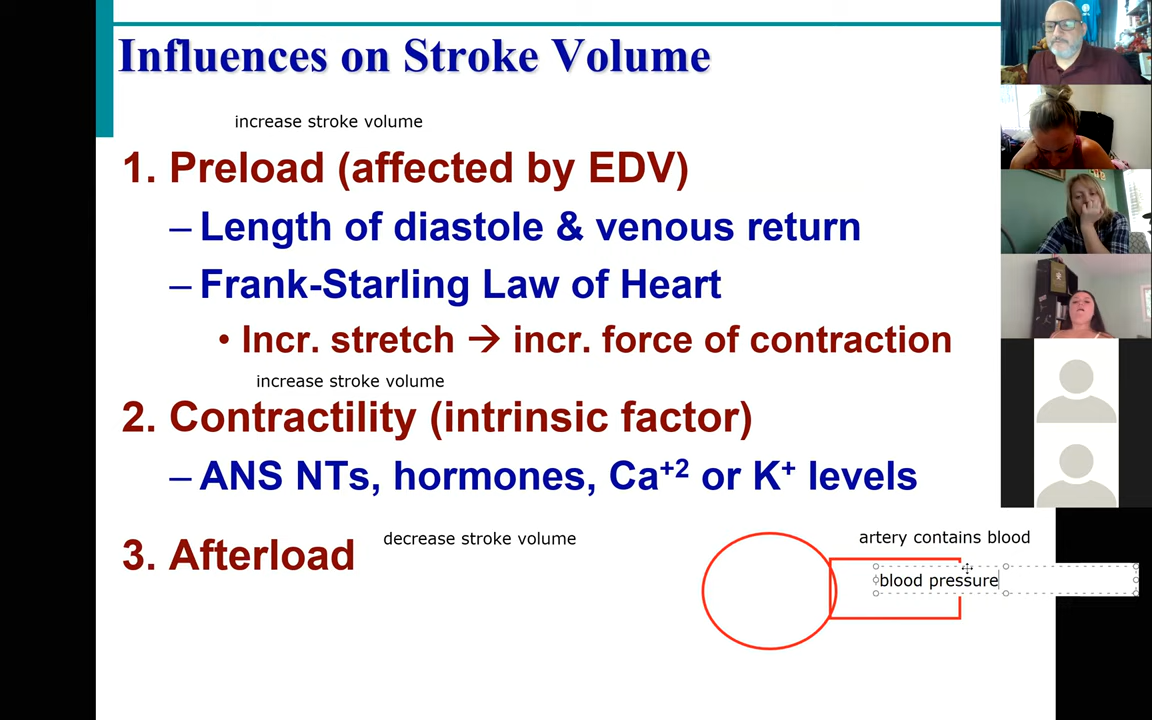 Influences on Stroke Volume
increase stroke volume
1. Preload (affected by EDV)
– Length of diastole & venous return
– Frank-Starling Law of Heart
• Incr. stretch → incr. force of contraction
increase stroke volume
2. Contractility (intrinsic factor)
– ANS NTs, hormones, Ca+2 or K+ levels
3. Afterload
decrease stroke volume
artery contains blood
blood pressure